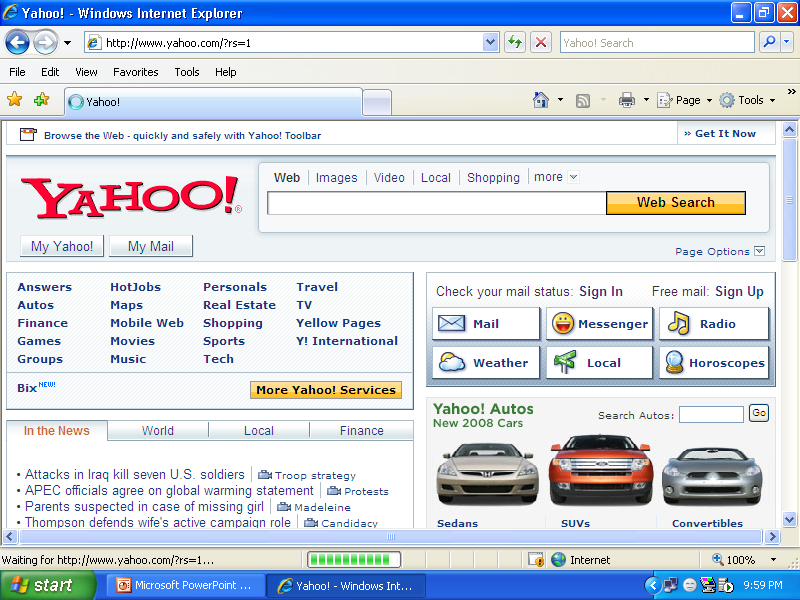 Yahoo! - Windows Internet Explorer
http://www.yahoo.com/?rs=1
Yahoo! Search
File Edit View Favorites Tools Help
Yahoo!
Page Tools
Browse the Web - quickly and safely with Yahoo! Toolbar
» Get It Now
YAHOO!®
Web Images Video Local Shopping more
Web Search
My Yahoo! My Mail
Page Options
Answers HotJobs Personals Travel
Autos Maps Real Estate TV
Finance Mobile Web Shopping Yellow Pages
Games Movies Sports Y! International
Groups Music Tech
Bix NEW!
More Yahoo! Services
Check your mail status: Sign In Free mail: Sign Up
Mail Messenger Radio
Weather Local Horoscopes
In the News World Local Finance
• Attacks in Iraq kill seven U.S. soldiers Troop strategy
• APEC officials agree on global warming statement Protests
• Parents suspected in case of missing girl Madeleine
• Thompson defends wife's active campaign role Candidacy
Yahoo! Autos
New 2008 Cars
Search Autos: Go
Sedans SUVs Convertibles
Waiting for http://www.yahoo.com/?rs=1...
Internet
100%
start
Microsoft PowerPoint ...
Yahoo! - Windows Int...
9:59 PM